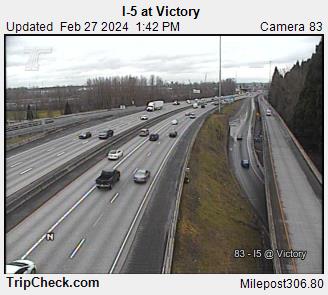 I-5 at Victory
Updated  Feb 27 2024  1:42 PM
Camera 83
N
83 - I5 @ Victory
TripCheck.com
Milepost306.80